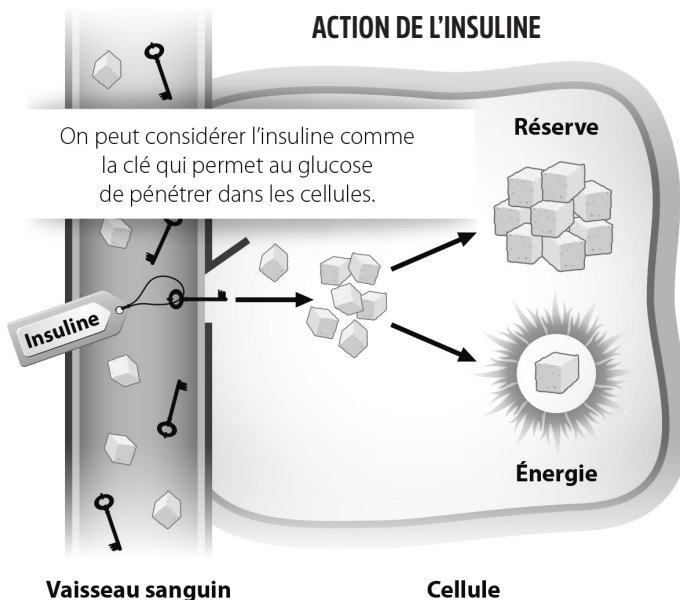 ACTION DE L'INSULINE
On peut considérer l'insuline comme
la clé qui permet au glucose
de pénétrer dans les cellules.
Réserve
Insuline
Énergie
Vaisseau sanguin
Cellule